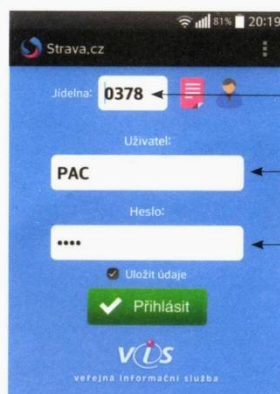 81% 20:19
Strava.cz
Jídelna: 0378
Uživatel:
PAC
Heslo:
••••
Uložit údaje
Přihlásit
VIS
veřejná informační služba